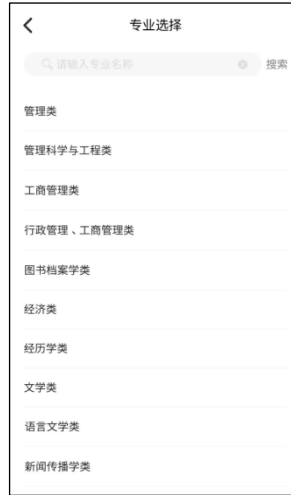 专业选择
请输入专业名称 搜索
管理类
管理科学与工程类
工商管理类
行政管理、工商管理类
图书档案学类
经济类
经历学类
文学类
语言文学类
新闻传播学类